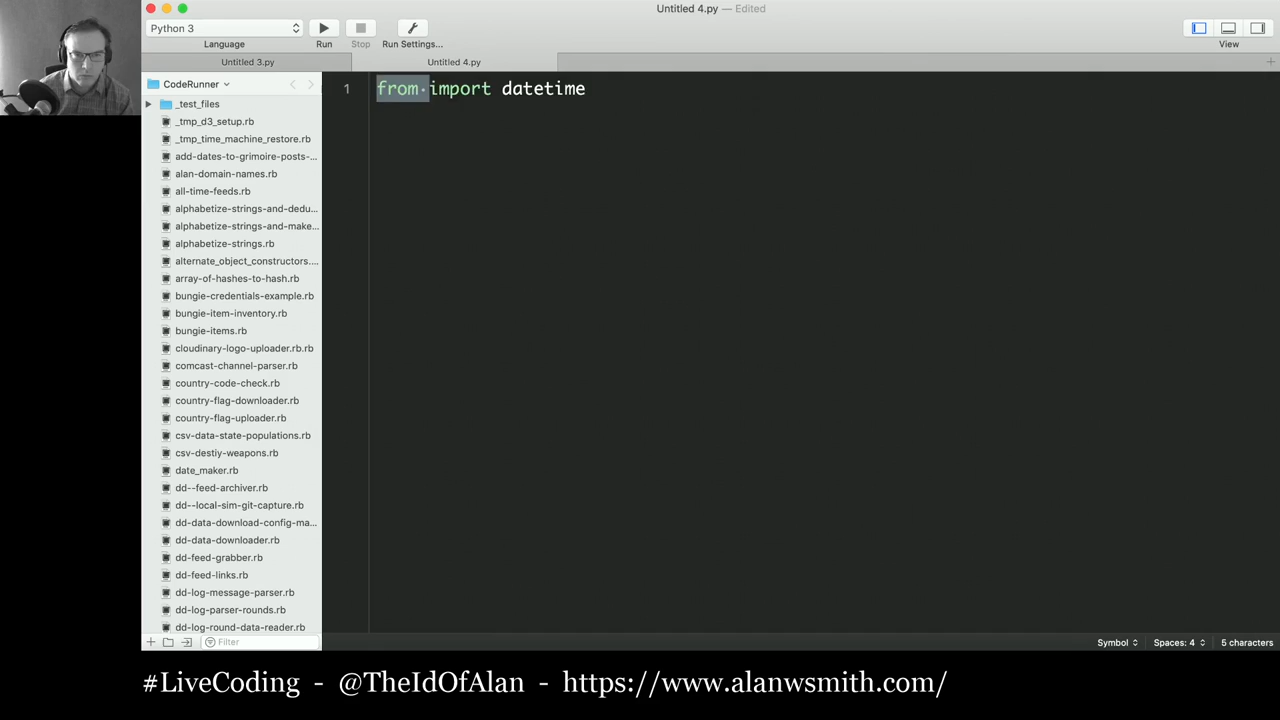 Untitled 4.py — Edited
Python 3
Language
Run
Stop
Run Settings...
View
Untitled 3.py
Untitled 4.py
CodeRunner
1
from import datetime
_test_files
_tmp_d3_setup.rb
_tmp_time_machine_restore.rb
add-dates-to-grimoire-posts-...
alan-domain-names.rb
all-time-feeds.rb
alphabetize-strings-and-dedu...
alphabetize-strings-and-make...
alphabetize-strings.rb
alternate_object_constructors....
array-of-hashes-to-hash.rb
bungie-credentials-example.rb
bungie-item-inventory.rb
bungie-items.rb
cloudinary-logo-uploader.rb.rb
comcast-channel-parser.rb
country-code-check.rb
country-flag-downloader.rb
country-flag-uploader.rb
csv-data-state-populations.rb
csv-destiy-weapons.rb
date_maker.rb
dd--feed-archiver.rb
dd--local-sim-git-capture.rb
dd-data-download-config-ma...
dd-data-downloader.rb
dd-feed-grabber.rb
dd-feed-links.rb
dd-log-message-parser.rb
dd-log-parser-rounds.rb
dd-log-round-data-reader.rb
Filter
Symbol
Spaces: 4
5 characters
#LiveCoding - @TheIdOfAlan - https://www.alanwsmith.com/